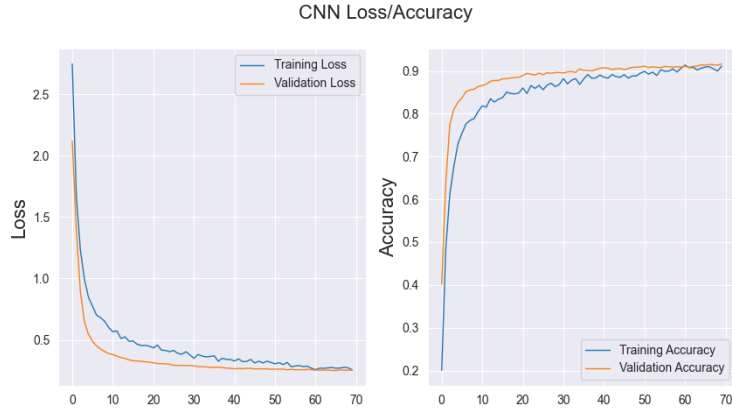 CNN Loss/Accuracy
Loss
2.5
2.0
1.5
1.0
0.5
0 10 20 30 40 50 60 70
Training Loss
Validation Loss
Accuracy
0.9
0.8
0.7
0.6
0.5
0.4
0.3
0.2
0 10 20 30 40 50 60 70
Training Accuracy
Validation Accuracy